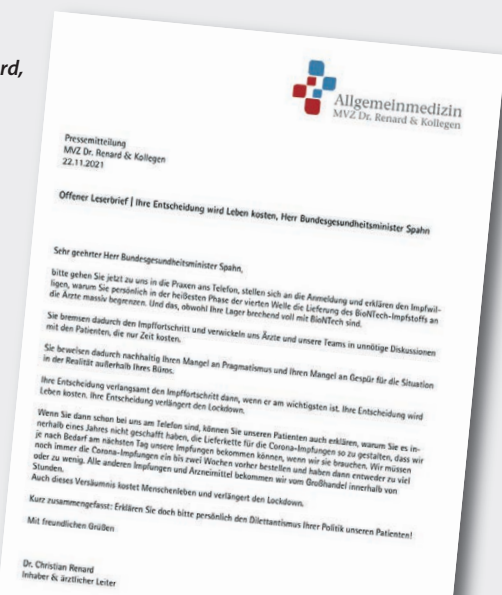 rd,
Allgemeinmedizin
MVZ Dr. Renard & Kollegen
Pressemitteilung
MVZ Dr. Renard & Kollegen
22.11.2021
Offener Leserbrief | Ihre Entscheidung wird Leben kosten, Herr Bundesgesundheitsminister Spahn
Sehr geehrter Herr Bundesgesundheitsminister Spahn,
bitte gehen Sie jetzt zu uns in die Praxen ans Telefon, stellen sich an die Anmeldung und erklären den Impfwil-
ligen, warum Sie persönlich in der heißesten Phase der vierten Welle die Lieferung des BioNTech-Impfstoffs an
die Ärzte massiv begrenzen. Und das, obwohl Ihre Lager brechend voll mit BioNTech sind.
Sie bremsen dadurch den Impffortschritt und verwickeln uns Ärzte und unsere Teams in unnötige Diskussionen
mit den Patienten, die nur Zeit kosten.
Sie beweisen dadurch nachhaltig Ihren Mangel an Pragmatismus und Ihren Mangel an Gespür für die Situation
in der Realität außerhalb Ihres Büros.
Ihre Entscheidung verlangsamt den Impffortschritt dann, wenn er am wichtigsten ist. Ihre Entscheidung wird
Leben kosten, Ihre Entscheidung verlängert den Lockdown.
Wenn Sie dann schon bei uns am Telefon sind, können Sie unseren Patienten auch erklären, warum Sie es in-
nerhalb eines Jahres nicht geschafft haben, die Lieferkette für die Corona-Impfungen so zu gestalten, dass wir
je nach Bedarf am nächsten Tag unsere Impfungen bekommen können, wenn wir sie brauchen. Wir müssen
noch immer die Corona-Impfungen ein bis zwei Wochen vorher bestellen und haben dann entweder zu viel
oder zu wenig. Alle anderen Impfungen und Arzneimittel bekommen wir vom Großhandel innerhalb von
Stunden.
Auch dieses Versäumnis kostet Menschenleben und verlängert den Lockdown.
Kurz zusammengefasst: Erklären Sie doch bitte persönlich den Dilettantismus Ihrer Politik unseren Patienten!
Mit freundlichen Grüßen
Dr. Christian Renard
Inhaber & ärztlicher Leiter